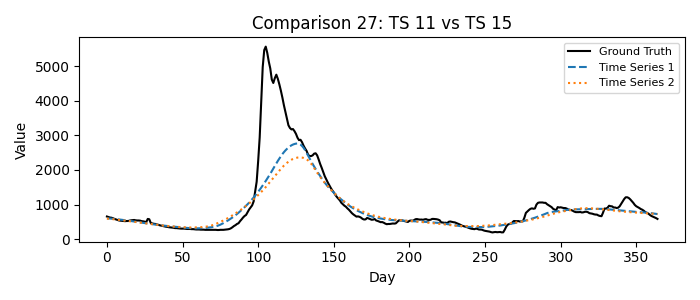 Comparison 27: TS 11 vs TS 15
Ground Truth
Time Series 1
Time Series 2
Value
5000
4000
3000
2000
1000
0
0 50 100 150 200 250 300 350
Day